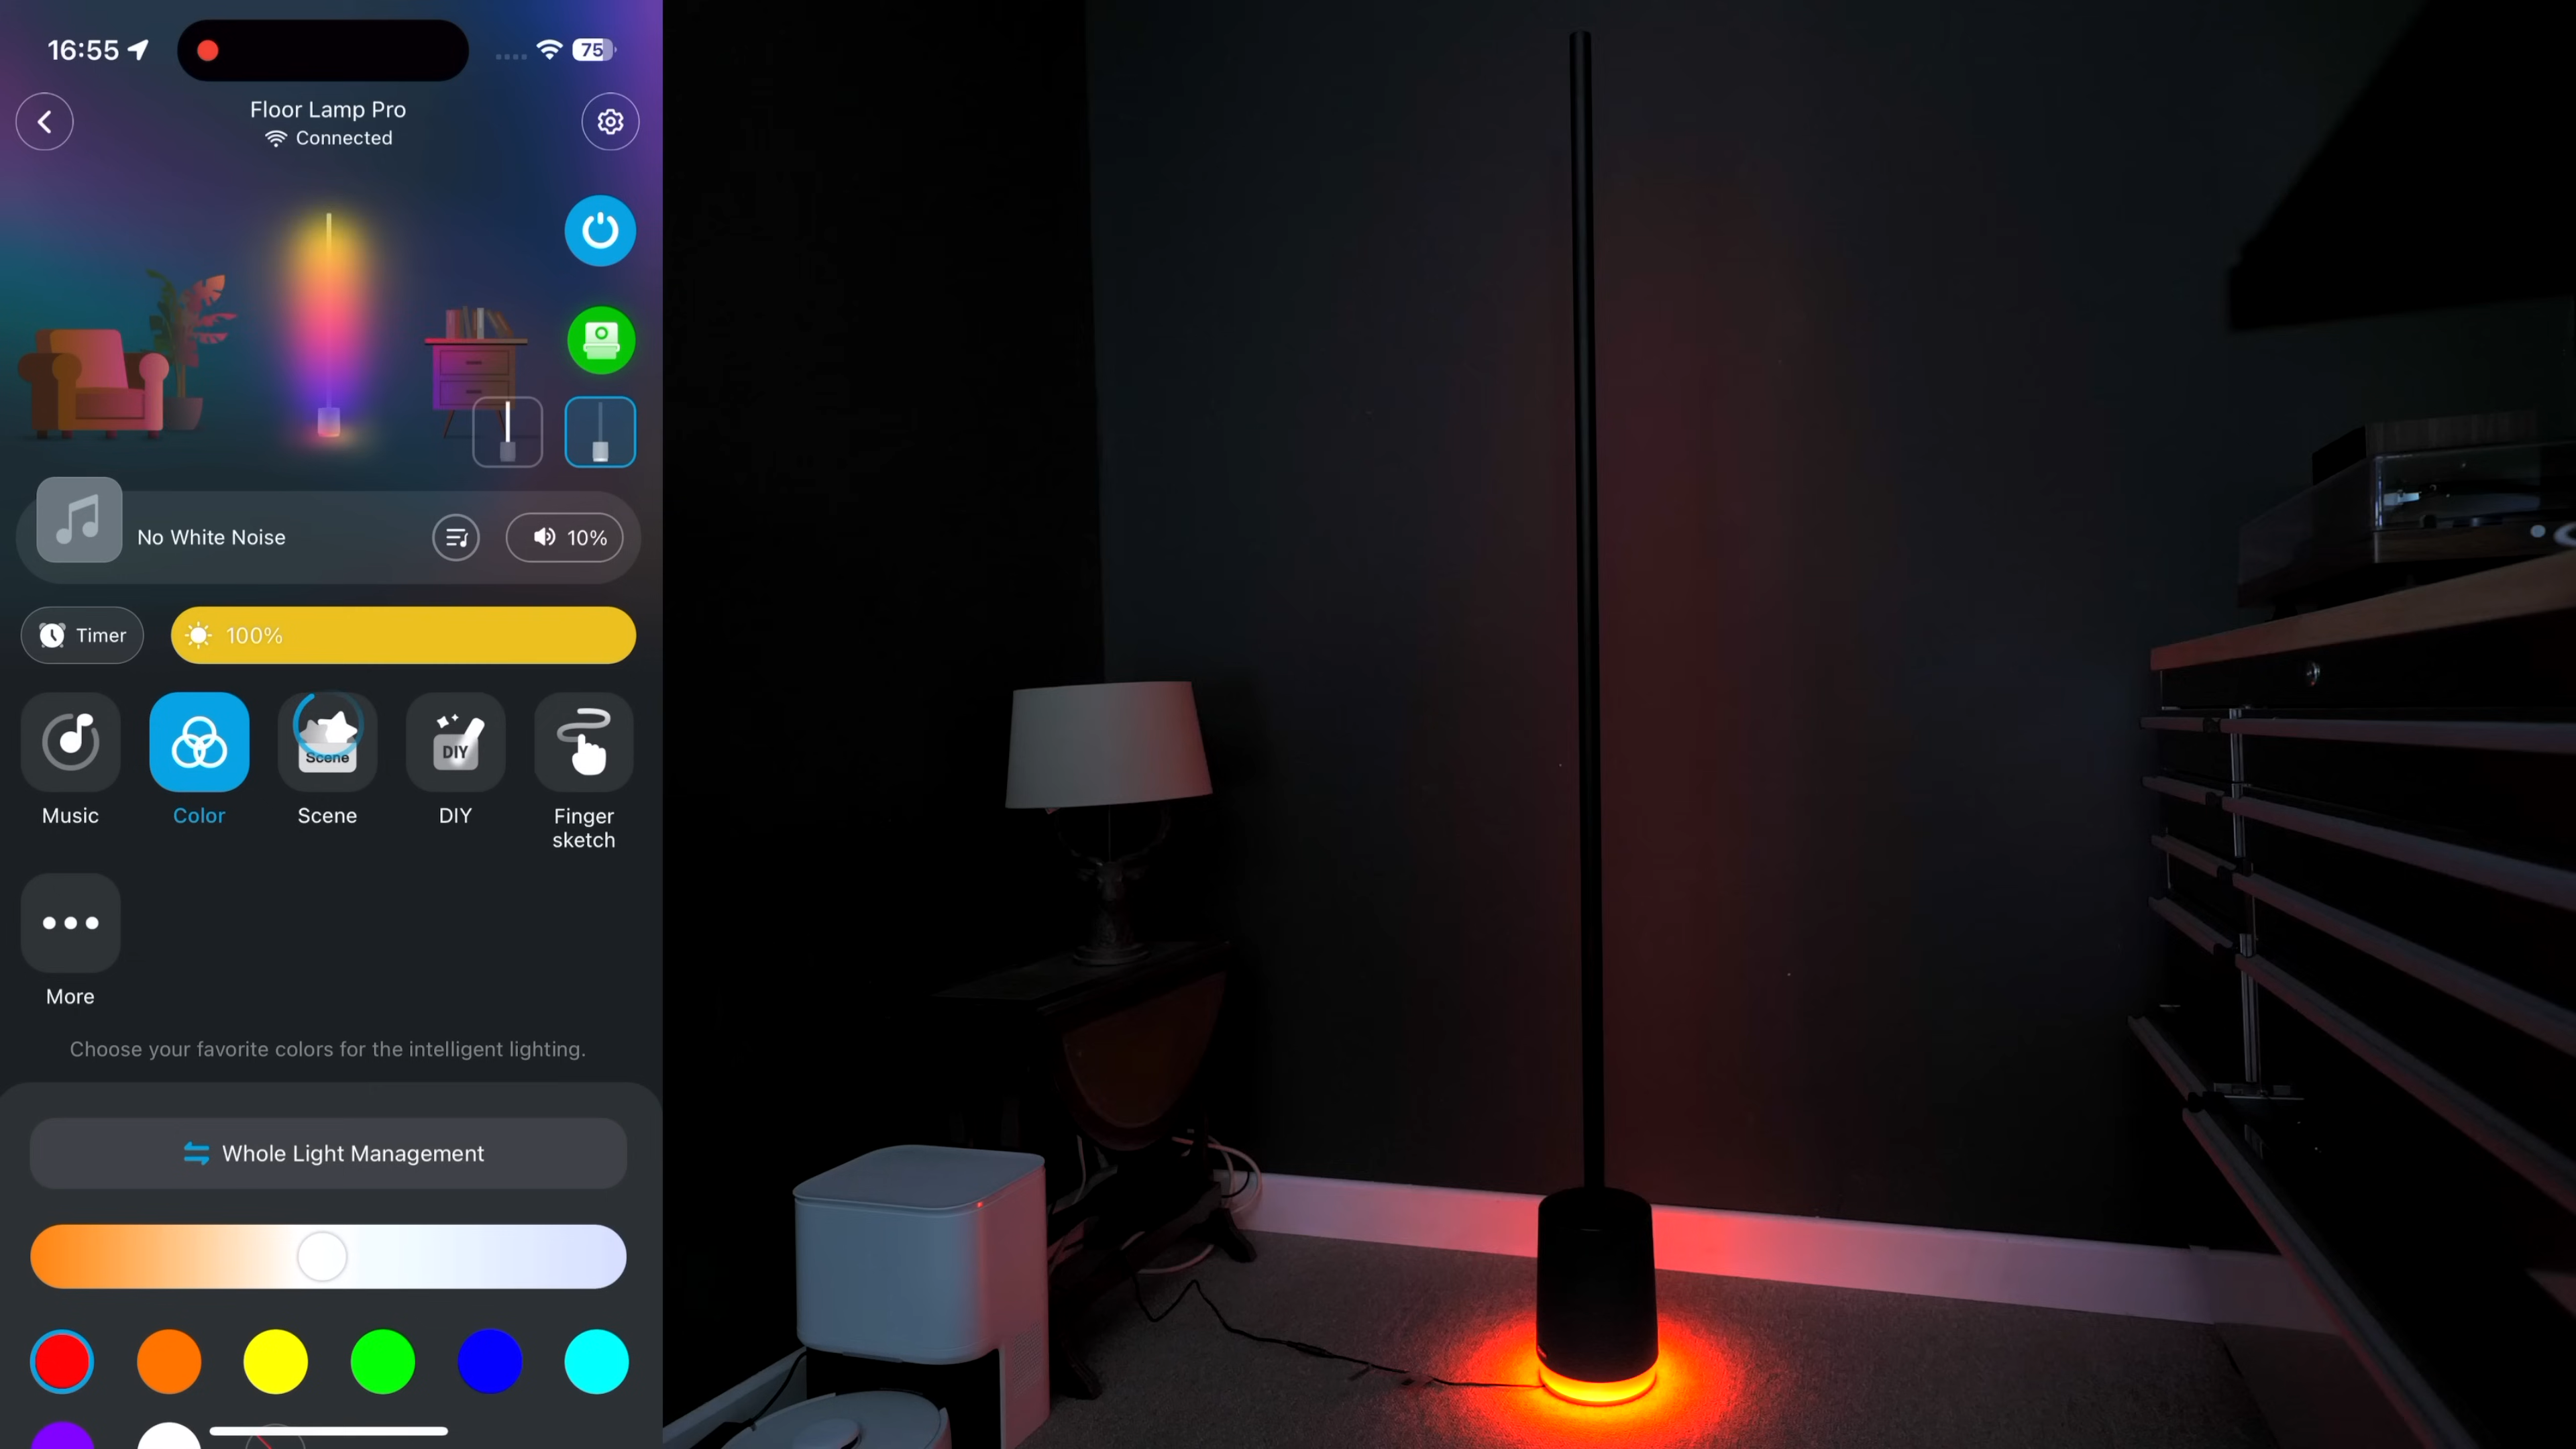 16:55
75
Floor Lamp Pro
Connected
No White Noise
10%
Timer
100%
Scene
DIY
Music
Color
Scene
DIY
Finger
sketch
More
Choose your favorite colors for the intelligent lighting.
Whole Light Management